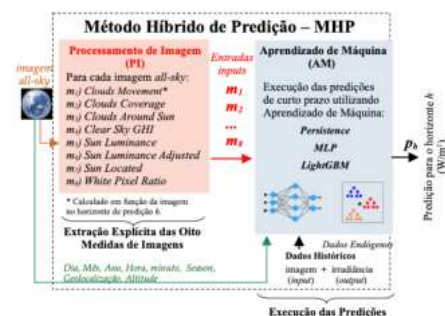 Método Híbrido de Predição – MHP
Processamento de Imagem
(PI)
Para cada imagem all-sky:
m₁) Clouds Movement*
m₂) Clouds Coverage
m₃) Clouds Around Sun
m₄) Clear Sky GHI
m₅) Sun Luminance
m₆) Sun Luminance Adjusted
m₇) Sun Located
m₈) White Pixel Ratio
* Calculado em função da imagem
no horizonte de predição
Extração Explícita das Oito
Medidas de Imagens
imagem
all-sky
Entradas
inputs
m₁
m₂
...
m₈
Aprendizado de Máquina
(AM)
Execução das predições
de curto prazo utilizando
Aprendizado de Máquina:
Persistence
MLP
LightGBM
pₕ
Predição para o horizonte h
(W/m²)
Dia, Mês, Ano, Hora, minuto, Season,
Geolocalização, Altitude
Dados Endógenos
Dados Históricos
imagem + irradiância
(input) (output)
Execução das Predições